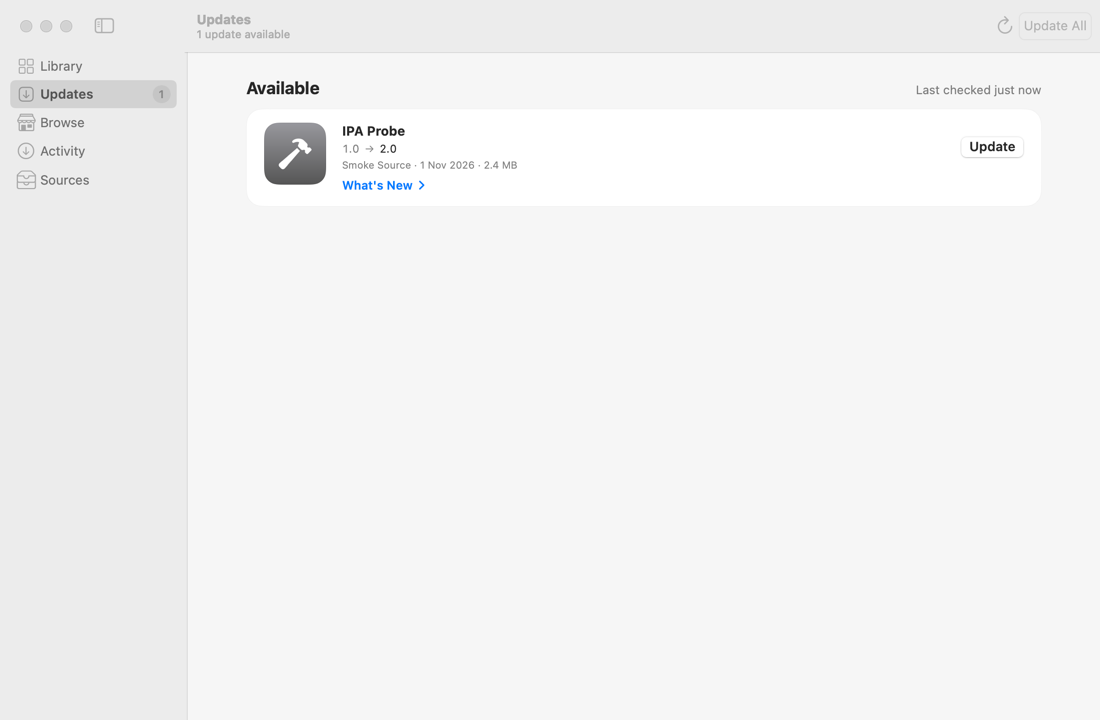 Updates
1 update available
Update All
Library
Updates 1
Browse
Activity
Sources
Available
Last checked just now
IPA Probe
1.0 → 2.0
Smoke Source · 1 Nov 2026 · 2.4 MB
What's New
Update